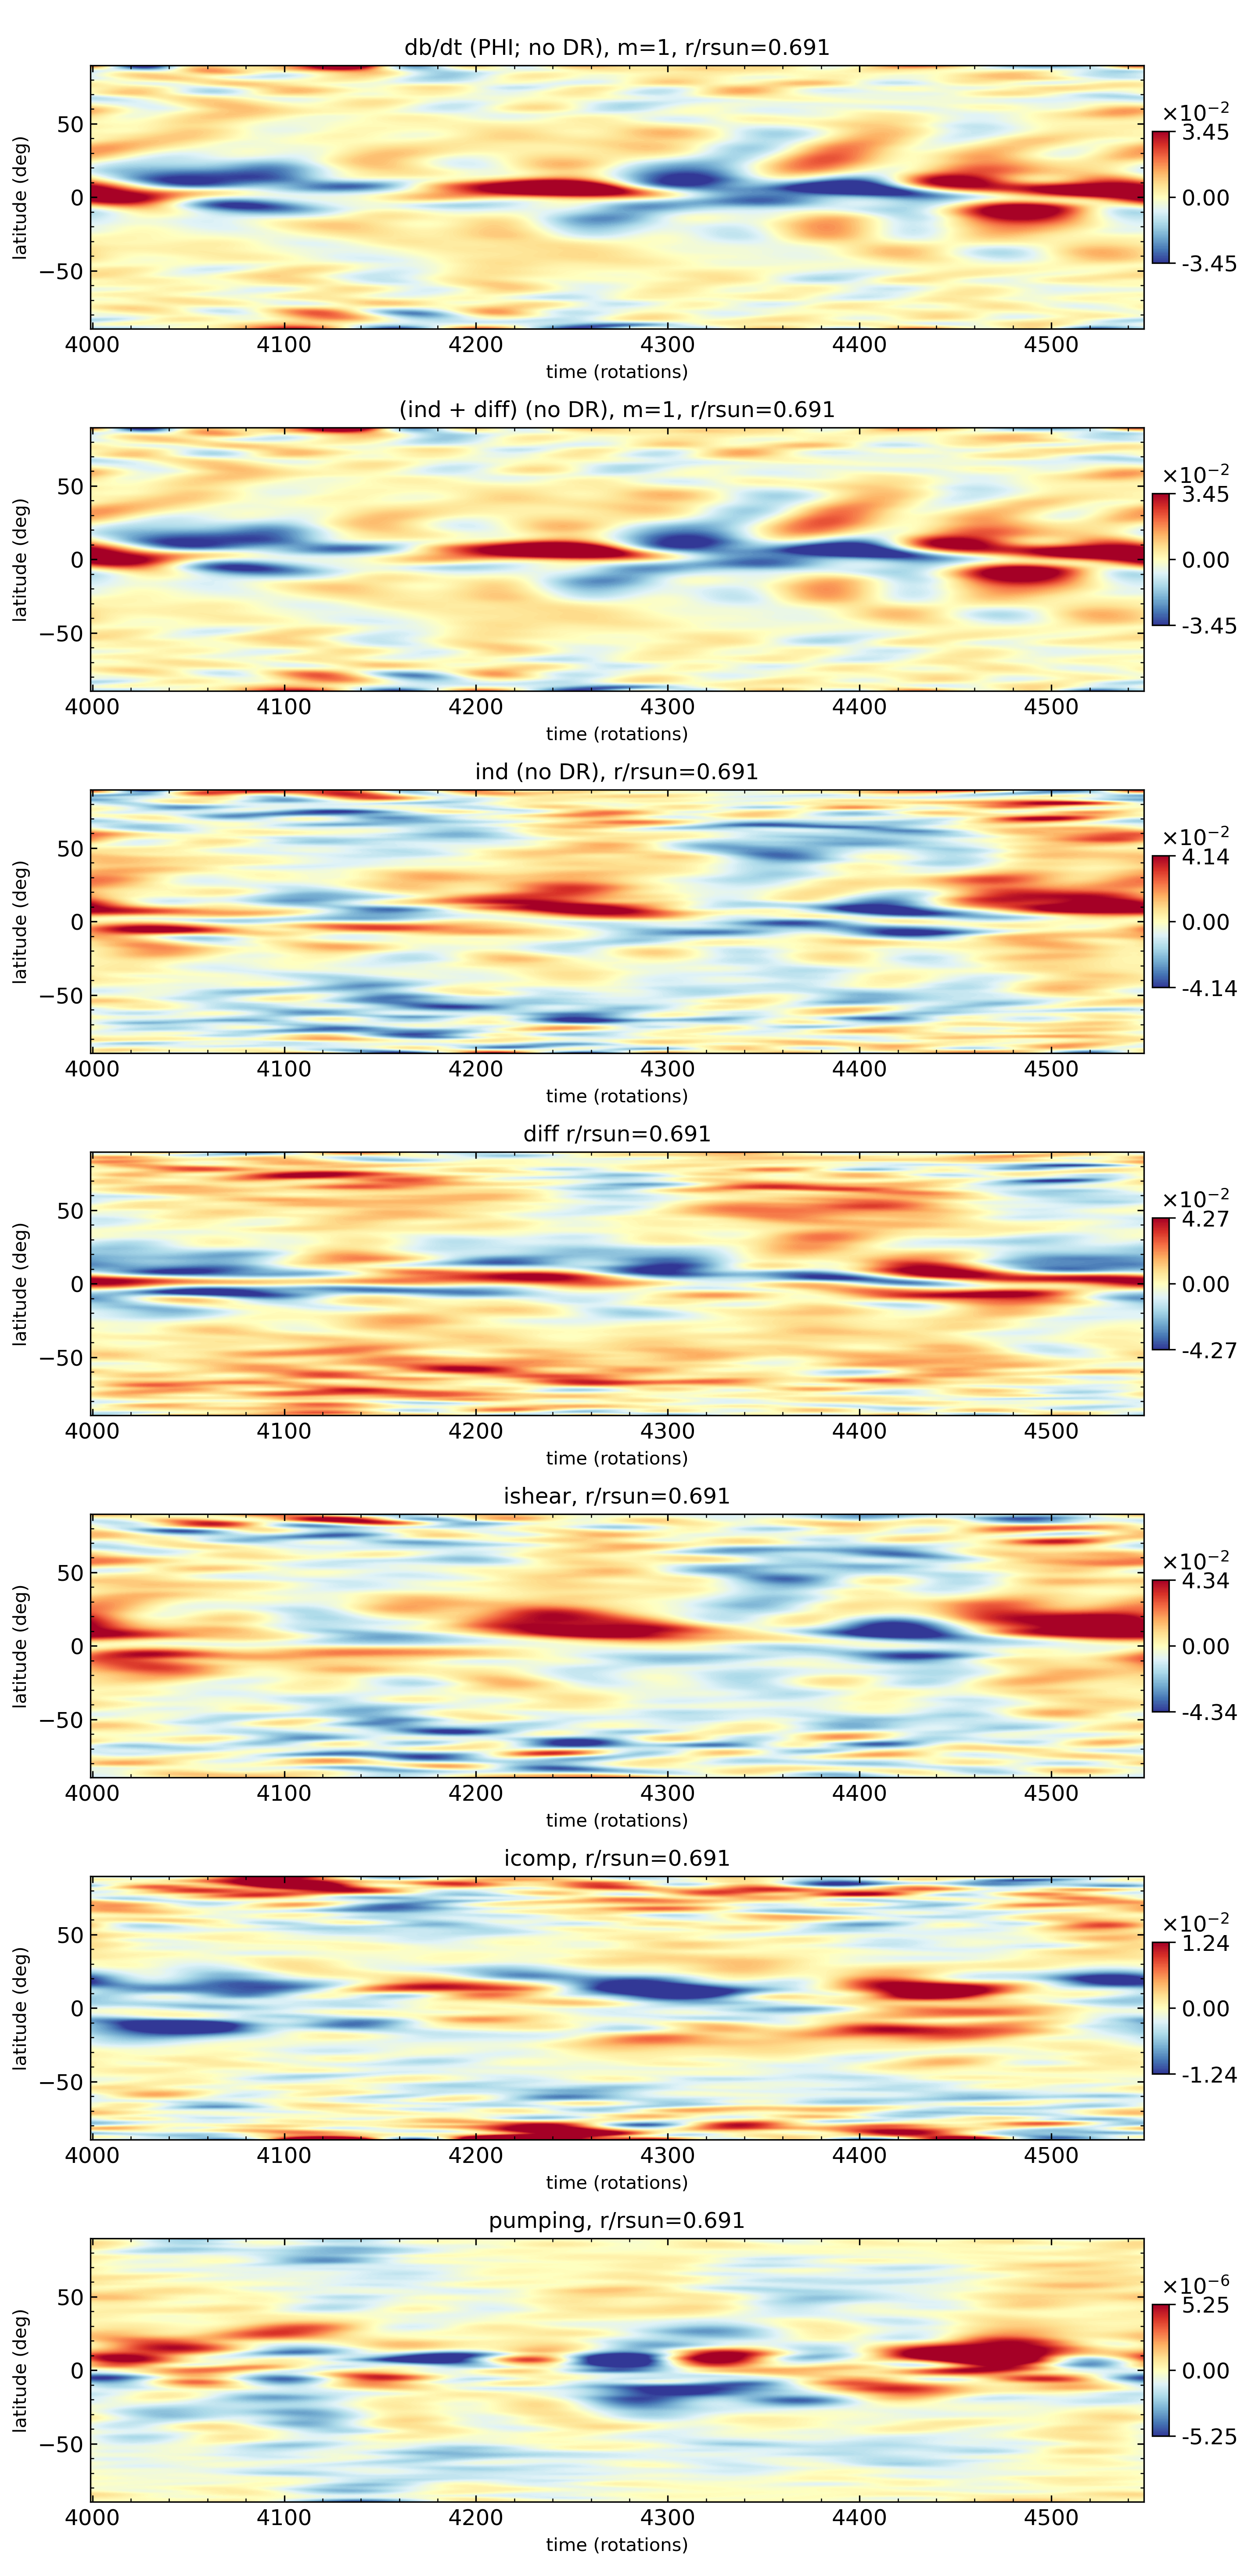 db/dt (PHI; no DR), m=1, r/rsun=0.691
×10⁻²
3.45
0.00
-3.45
50
0
−50
latitude (deg)
4000 4100 4200 4300 4400 4500
time (rotations)
(ind + diff) (no DR), m=1, r/rsun=0.691
×10⁻²
3.45
0.00
-3.45
50
0
−50
latitude (deg)
4000 4100 4200 4300 4400 4500
time (rotations)
ind (no DR), r/rsun=0.691
×10⁻²
4.14
0.00
-4.14
50
0
−50
latitude (deg)
4000 4100 4200 4300 4400 4500
time (rotations)
diff r/rsun=0.691
×10⁻²
4.27
0.00
-4.27
50
0
−50
latitude (deg)
4000 4100 4200 4300 4400 4500
time (rotations)
ishear, r/rsun=0.691
×10⁻²
4.34
0.00
-4.34
50
0
−50
latitude (deg)
4000 4100 4200 4300 4400 4500
time (rotations)
icomp, r/rsun=0.691
×10⁻²
1.24
0.00
-1.24
50
0
−50
latitude (deg)
4000 4100 4200 4300 4400 4500
time (rotations)
pumping, r/rsun=0.691
×10⁻⁶
5.25
0.00
-5.25
50
0
−50
latitude (deg)
4000 4100 4200 4300 4400 4500
time (rotations)